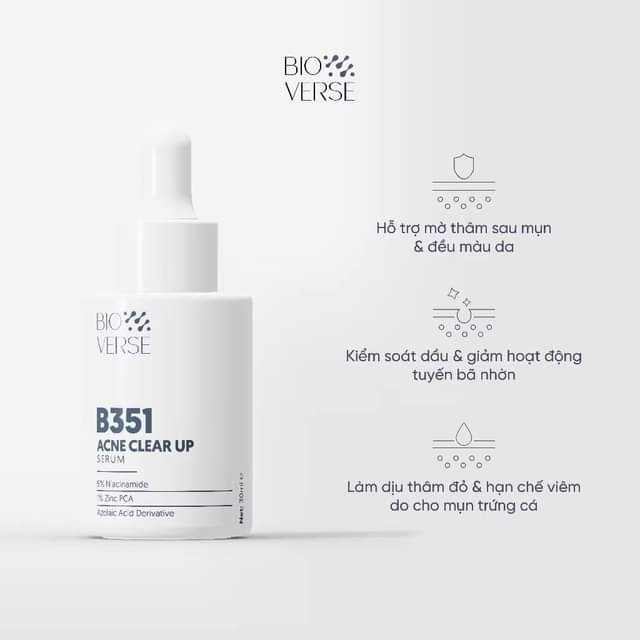 BIO
VERSE
Hỗ trợ mờ thâm sau mụn
& đều màu da
Kiểm soát dầu & giảm hoạt động
tuyến bã nhờn
Làm dịu thâm đỏ & hạn chế viêm
do cho mụn trứng cá
BIO
VERSE
B351
ACNE CLEAR UP
SERUM
5% Niacinamide
1% Zinc PCA
Azelaic Acid Derivative
Net: 30ml e